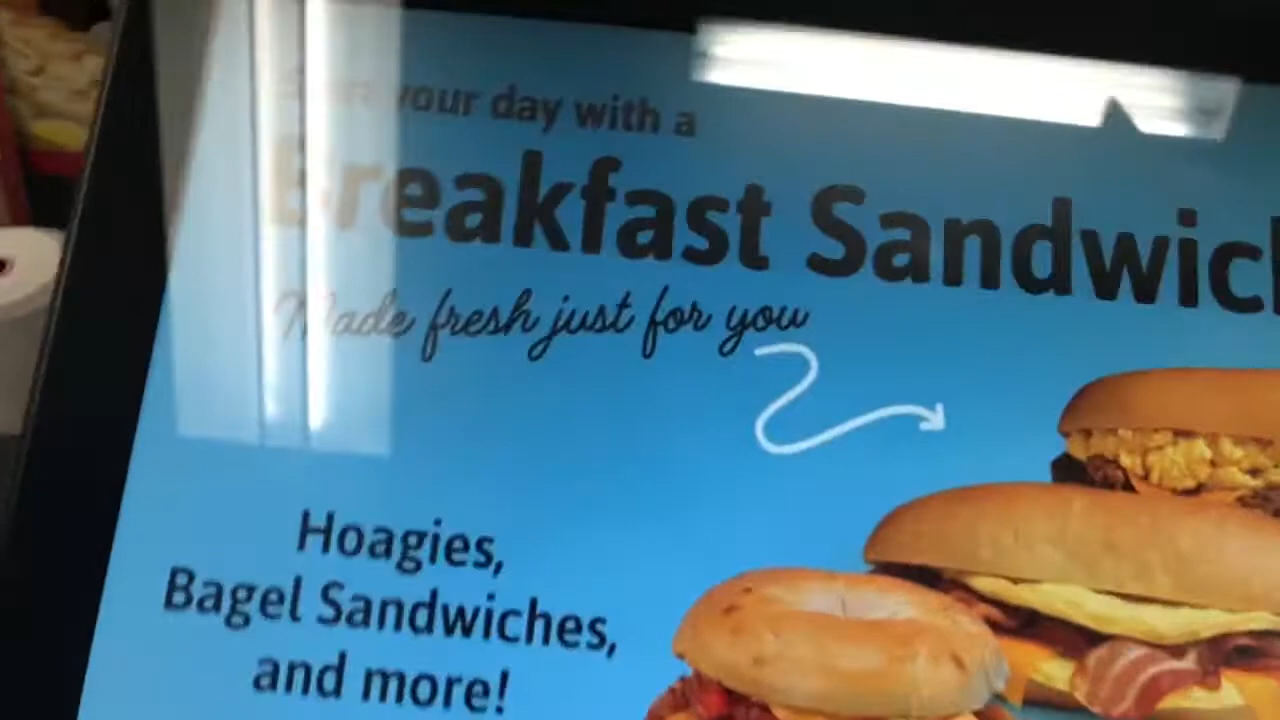 your day with a
Breakfast Sandwich
Made fresh just for you
Hoagies,
Bagel Sandwiches,
and more!